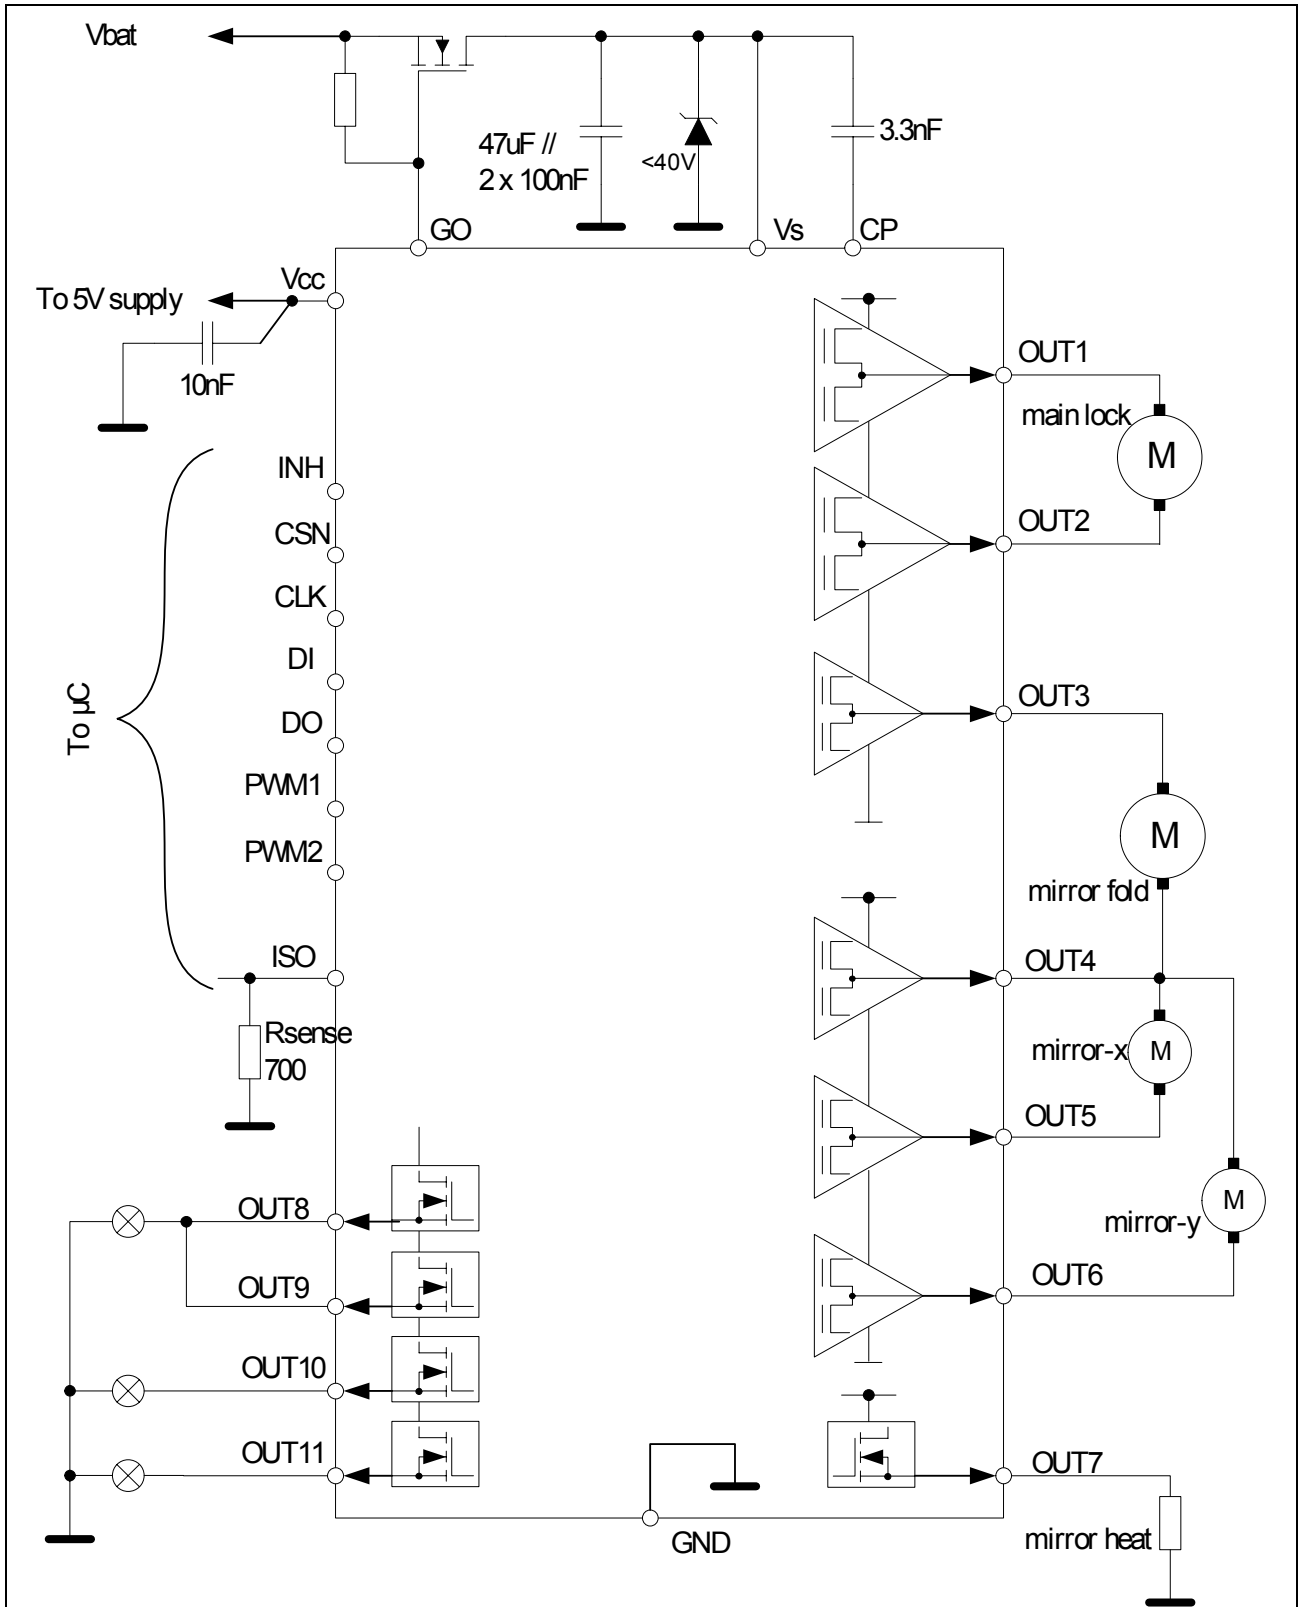 Vbat
47uF //
2 x 100nF
<40V
3.3nF
GO
Vs
CP
Vcc
To 5V supply
10nF
OUT1
main lock
M
INH
CSN
OUT2
CLK
DI
OUT3
To µC
DO
PWM1
M
PWM2
mirror fold
ISO
OUT4
Rsense
700
mirror-x
M
OUT5
OUT8
M
mirror-y
OUT9
OUT6
OUT10
OUT11
OUT7
GND
mirror heat